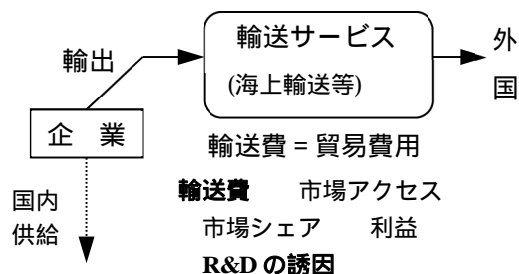 輸出
輸送サービス
(海上輸送等)
外
国
企　業
輸送費 = 貿易費用
国内
供給
輸送費　市場アクセス
市場シェア　利益
R&D の誘因